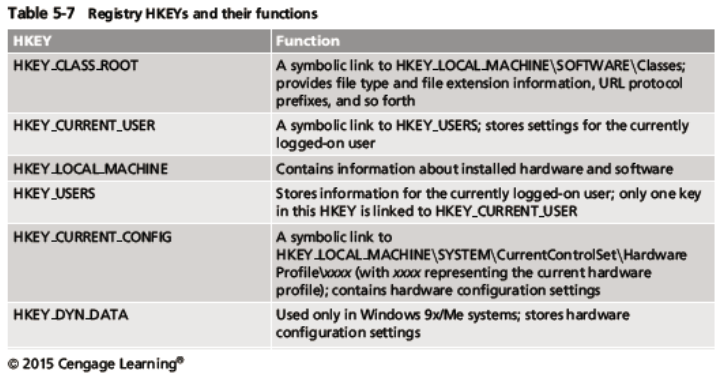 Table 5-7 Registry HKEYs and their functions
HKEY Function
HKEY_CLASS_ROOT A symbolic link to HKEY_LOCAL_MACHINE\SOFTWARE\Classes;
provides file type and file extension information, URL protocol
prefixes, and so forth
HKEY_CURRENT_USER A symbolic link to HKEY_USERS; stores settings for the currently
logged-on user
HKEY_LOCAL_MACHINE Contains information about installed hardware and software
HKEY_USERS Stores information for the currently logged-on user; only one key
in this HKEY is linked to HKEY_CURRENT_USER
HKEY_CURRENT_CONFIG A symbolic link to
HKEY_LOCAL_MACHINE\SYSTEM\CurrentControlSet\Hardware
Profile\xxxx (with xxxx representing the current hardware
profile); contains hardware configuration settings
HKEY_DYN_DATA Used only in Windows 9x/Me systems; stores hardware
configuration settings
© 2015 Cengage Learning®